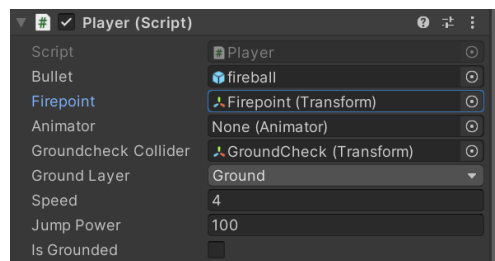 Player (Script)
Script Player
Bullet fireball
Firepoint Firepoint (Transform)
Animator None (Animator)
Groundcheck Collider GroundCheck (Transform)
Ground Layer Ground
Speed 4
Jump Power 100
Is Grounded